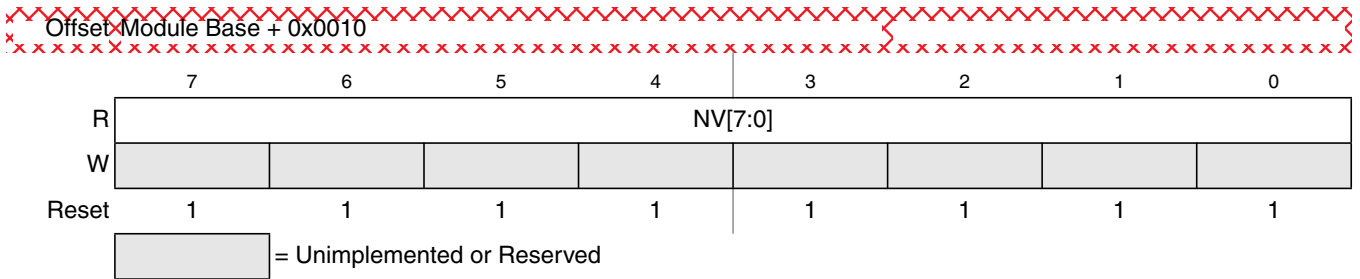 Offset Module Base + 0x0010
7 6 5 4 3 2 1 0
R NV[7:0]
W
Reset 1 1 1 1 1 1 1 1
= Unimplemented or Reserved